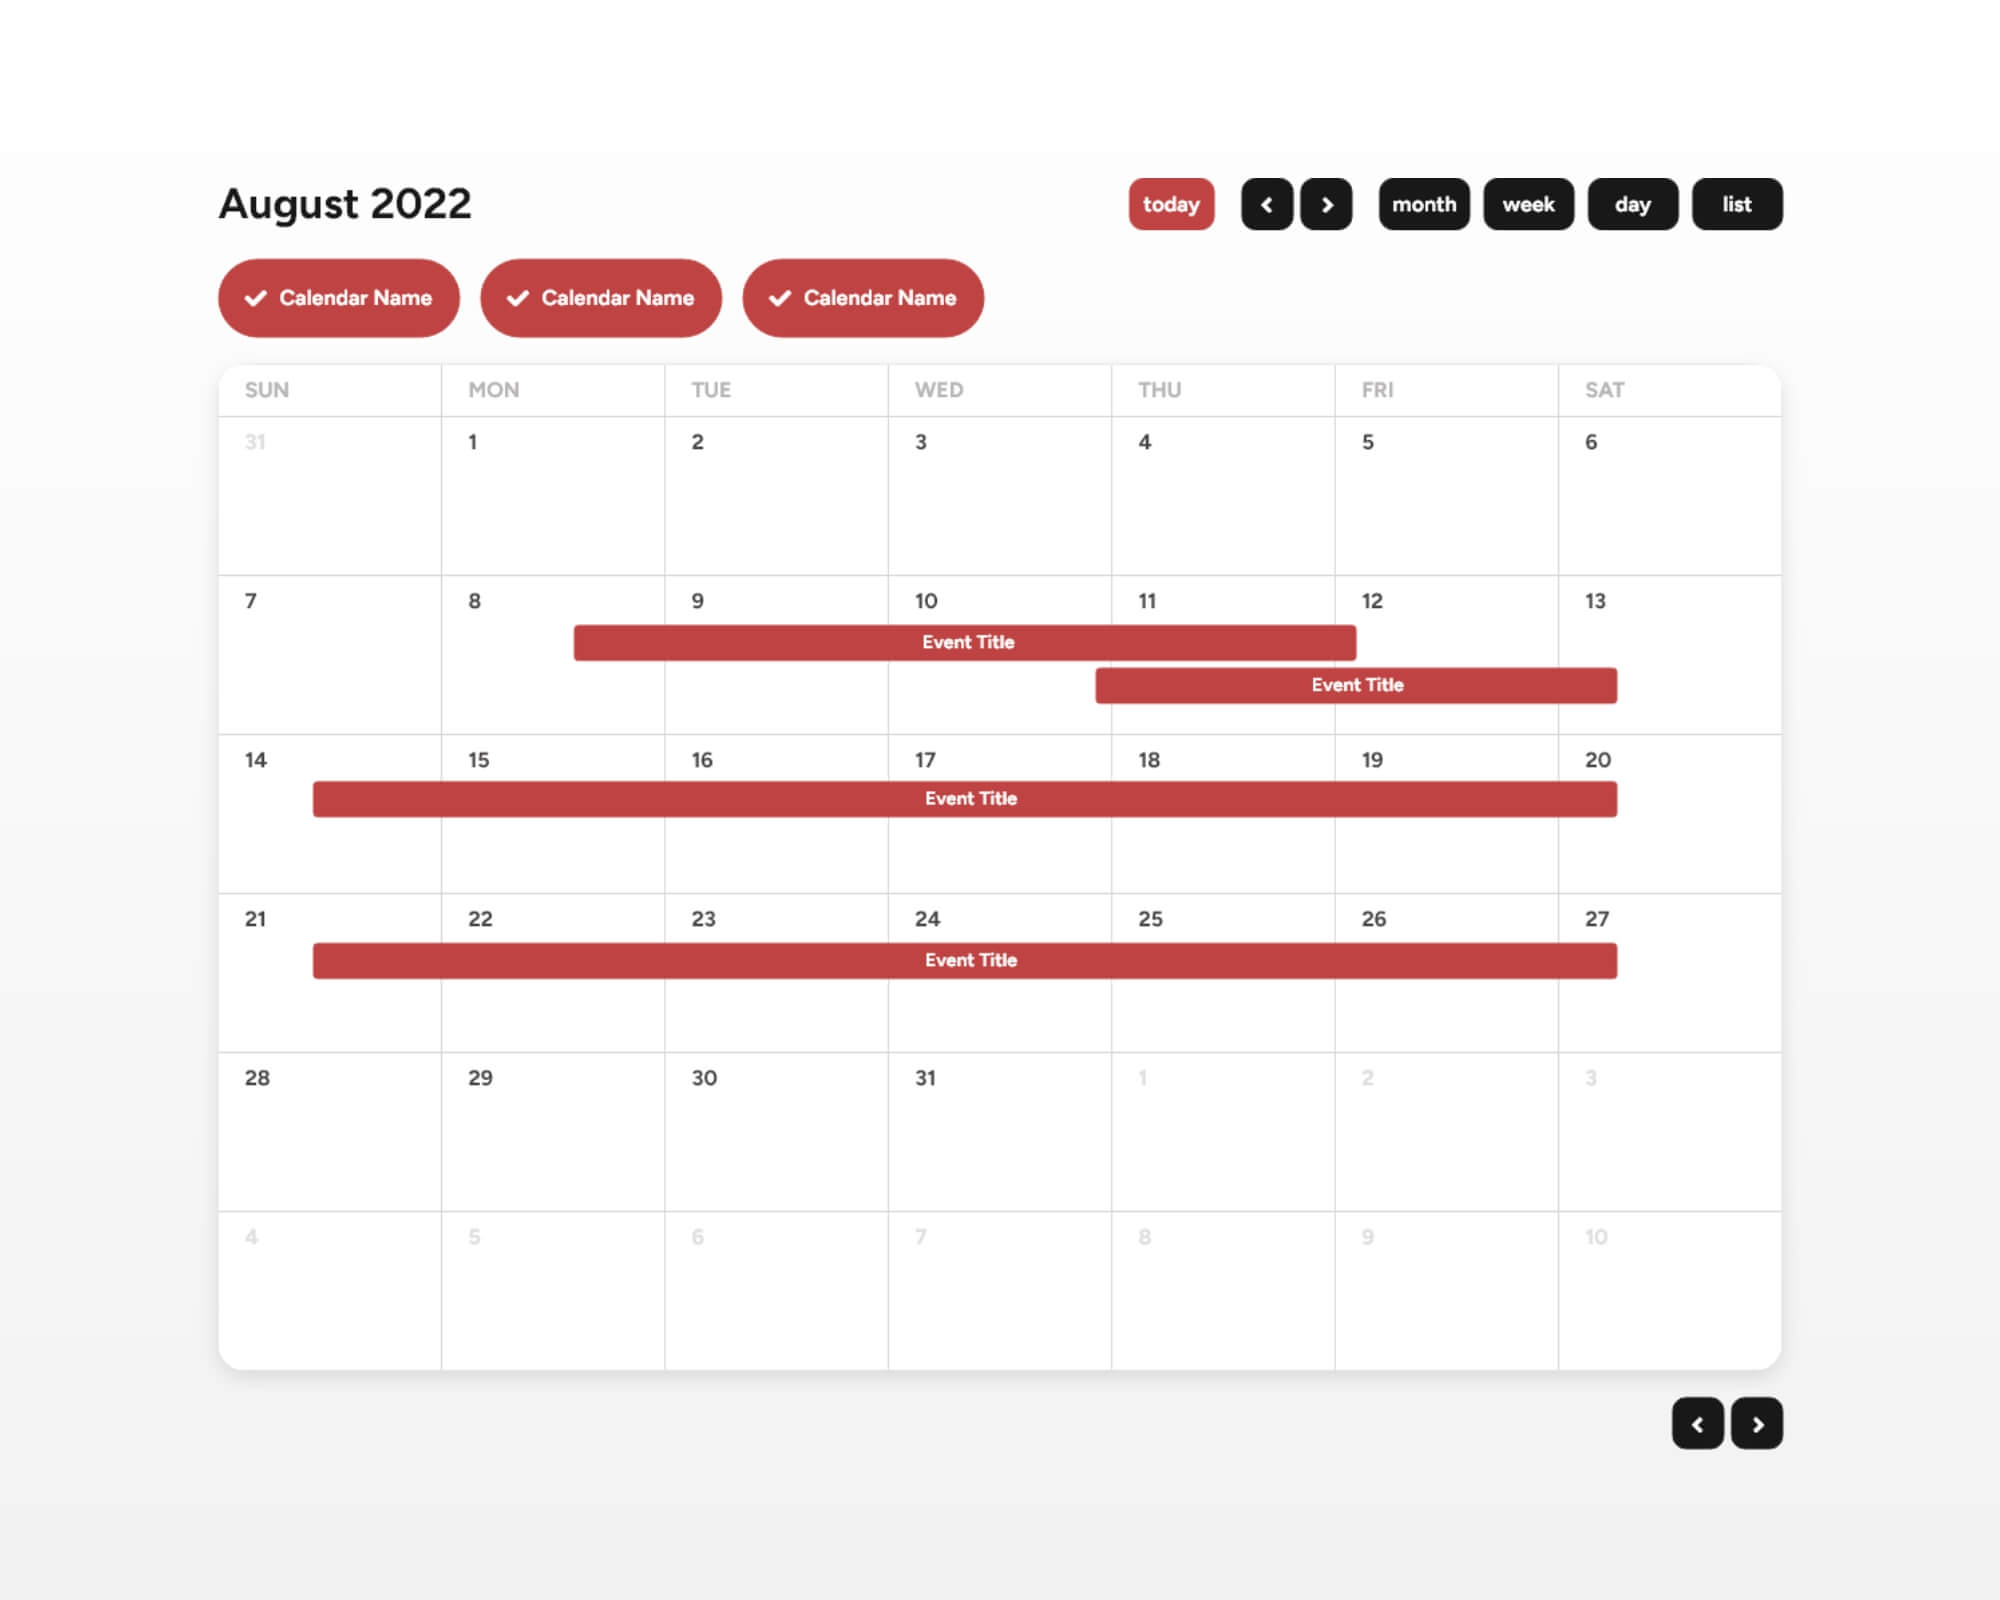 August 2022
today
month
week
day
list
Calendar Name
Calendar Name
Calendar Name
SUN MON TUE WED THU FRI SAT
31 1 2 3 4 5 6
7 8 9 10 11 12 13
Event Title
Event Title
14 15 16 17 18 19 20
Event Title
21 22 23 24 25 26 27
Event Title
28 29 30 31 1 2 3
4 5 6 7 8 9 10